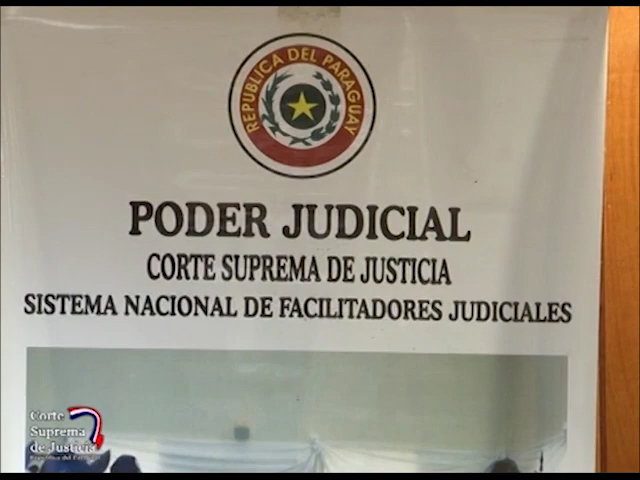 REPUBLICA DEL PARAGUAY
PODER JUDICIAL
CORTE SUPREMA DE JUSTICIA
SISTEMA NACIONAL DE FACILITADORES JUDICIALES
Corte
Suprema
de Justicia